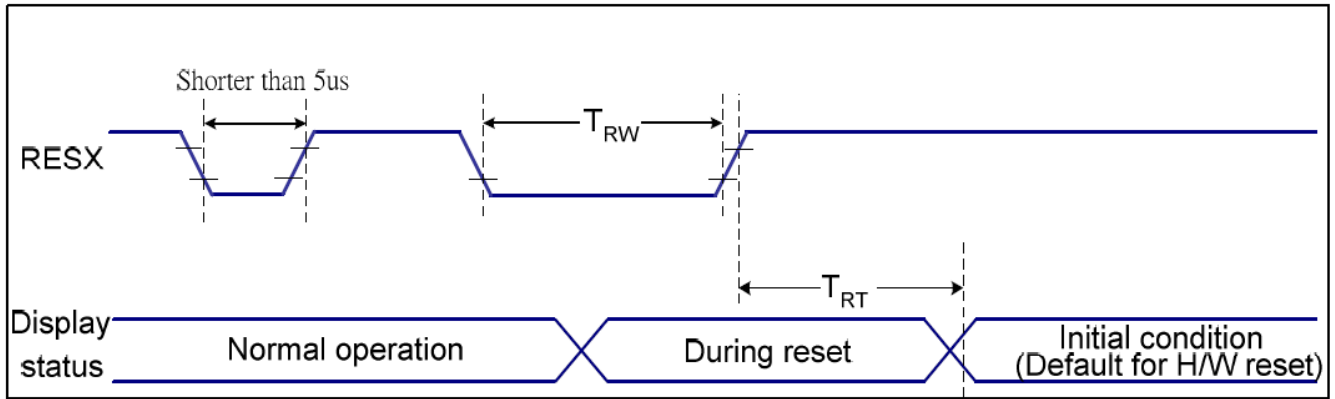 Shorter than 5us
RESX
TRW
TRT
Display
status
Normal operation
During reset
Initial condition
(Default for H/W reset)